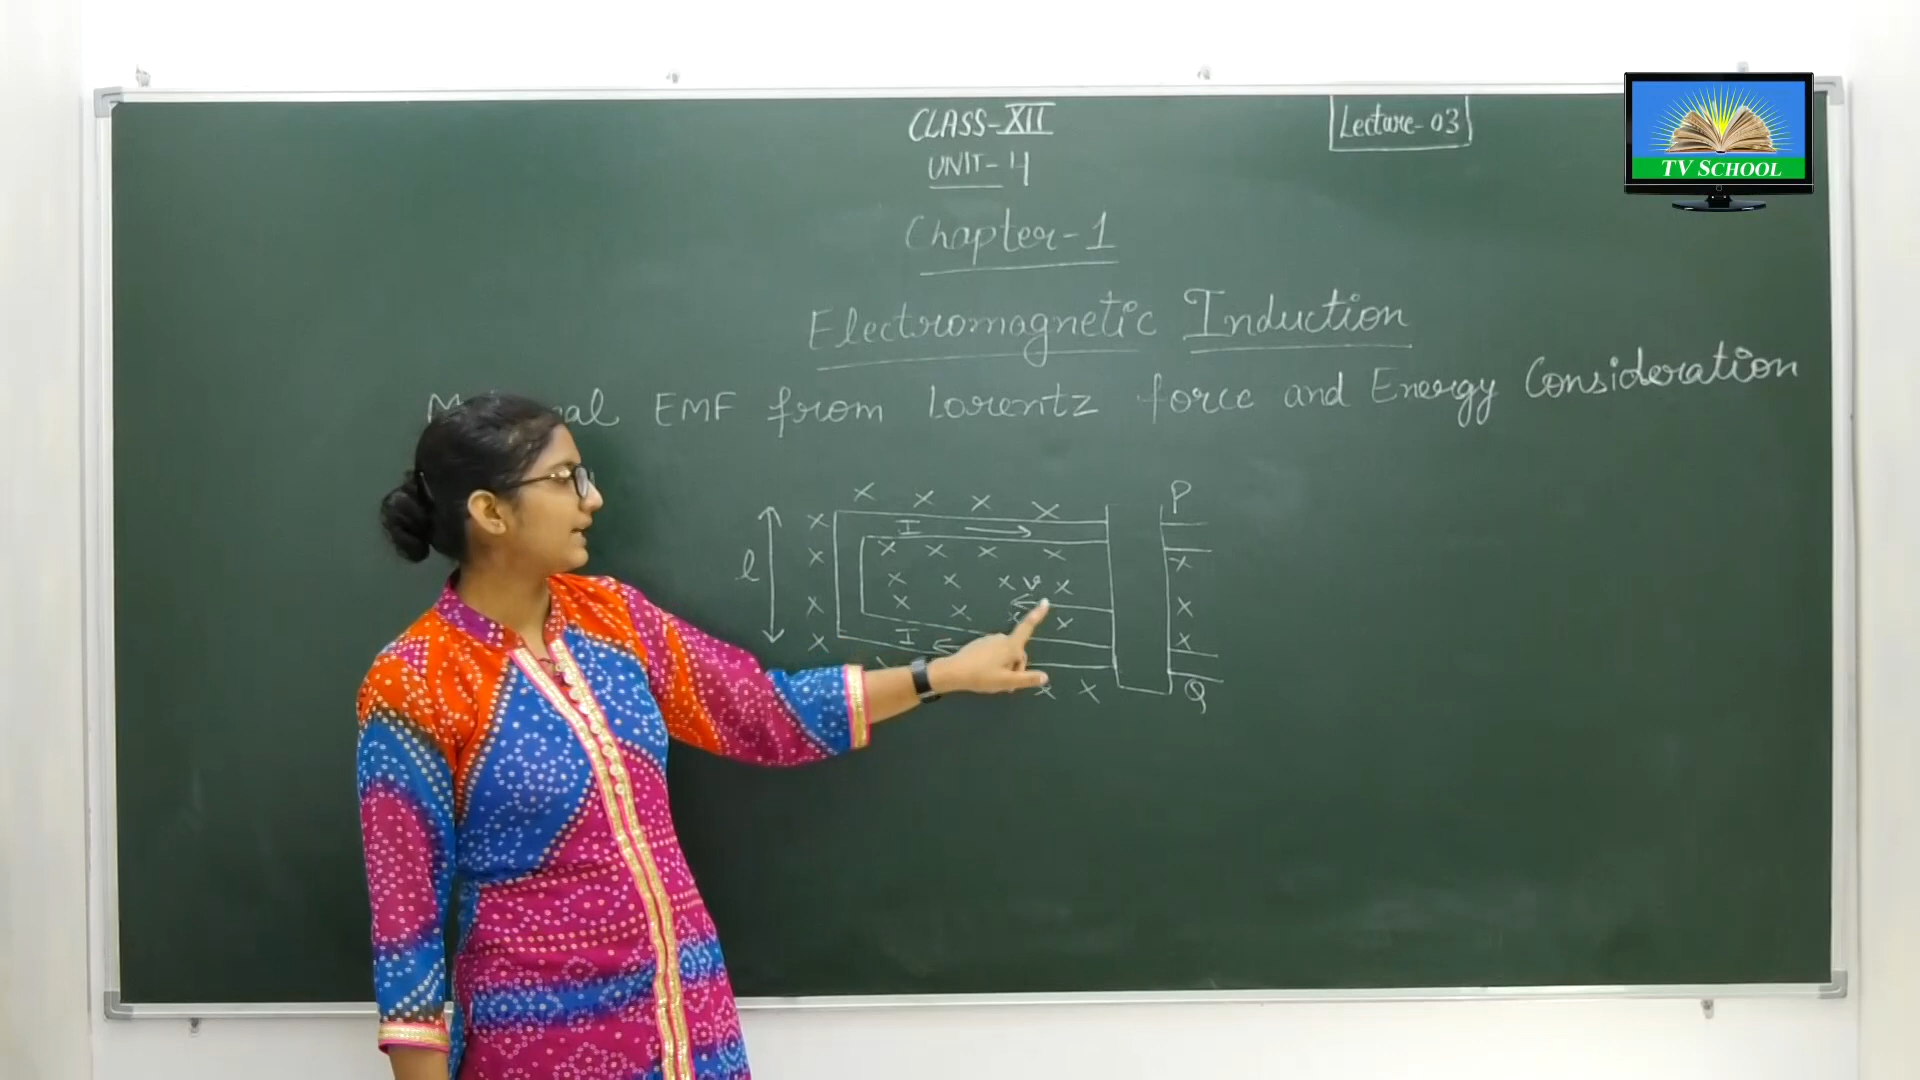 CLASS-XII
UNIT-4
Lecture-03
TV SCHOOL
Chapter-1
Electromagnetic Induction
EMF from Lorentz force and Energy Consideration
P
I
l
v
I
Q